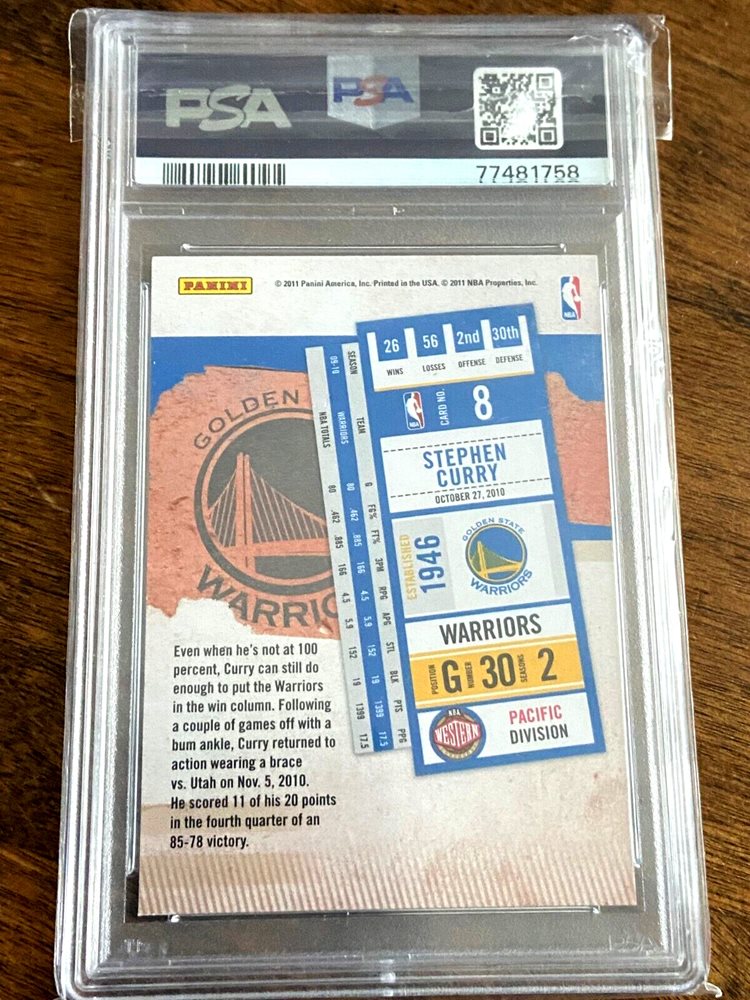 PSA
PSA
77481758
PANINI
© 2011 Panini America, Inc. Printed in the USA. © 2011 NBA Properties, Inc.
NBA
26 56 2nd 30th
WINS LOSSES OFFENSE DEFENSE
NBA
CARD NO. 8
STEPHEN
CURRY
OCTOBER 27, 2010
ESTABLISHED
1946
GOLDEN STATE
WARRIORS
WARRIORS
POSITION G NUMBER 30 SEASONS 2
NBA
WESTERN
PACIFIC
DIVISION
SEASON TEAM G FG% FT% 3PM RPG APG STL BLK PTS PPG
09-10 WARRIORS 80 .462 .885 166 4.5 5.9 152 19 1399 17.5
NBA TOTALS 80 .462 .885 166 4.5 5.9 152 19 1399 17.5
GOLDEN
WARRIO
Even when he's not at 100
percent, Curry can still do
enough to put the Warriors
in the win column. Following
a couple of games off with a
bum ankle, Curry returned to
action wearing a brace
vs. Utah on Nov. 5, 2010.
He scored 11 of his 20 points
in the fourth quarter of an
85-78 victory.